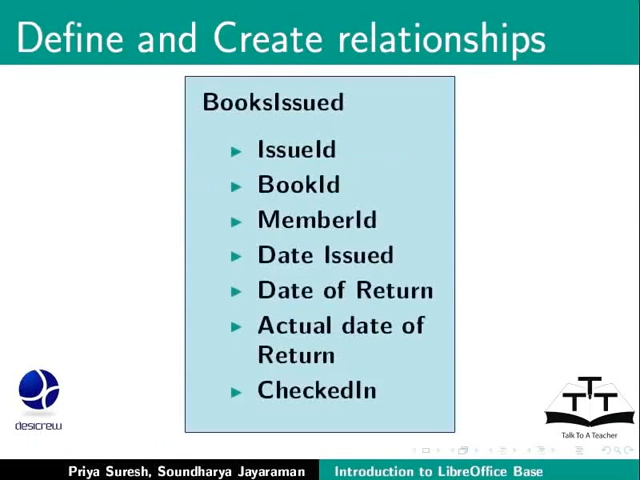 Define and Create relationships
BooksIssued
IssueId
BookId
MemberId
Date Issued
Date of Return
Actual date of
Return
CheckedIn
desicrew
TTT
Talk To A Teacher
Priya Suresh, Soundharya Jayaraman Introduction to LibreOffice Base